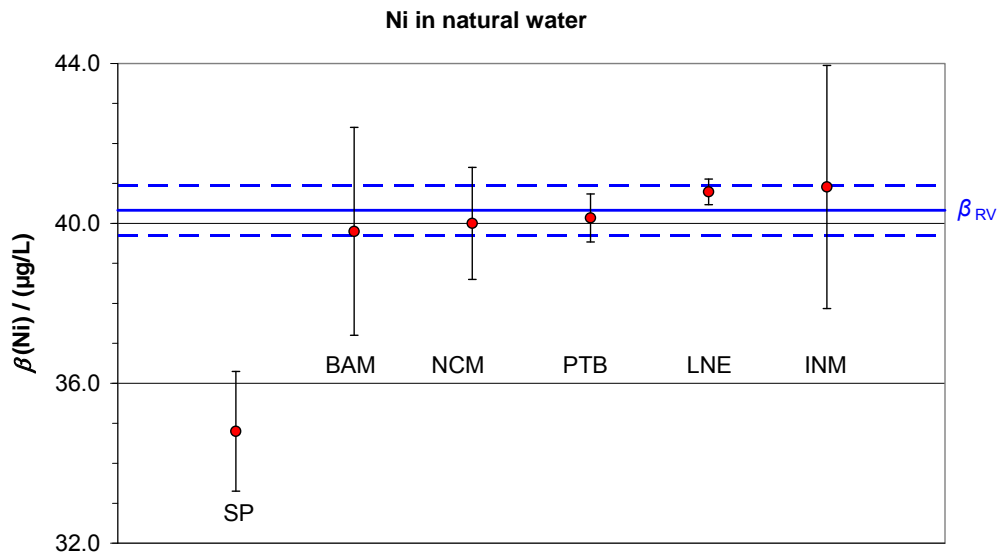 Ni in natural water
β(Ni) / (µg/L)
44.0
40.0
36.0
32.0
β RV
BAM NCM PTB LNE INM
SP